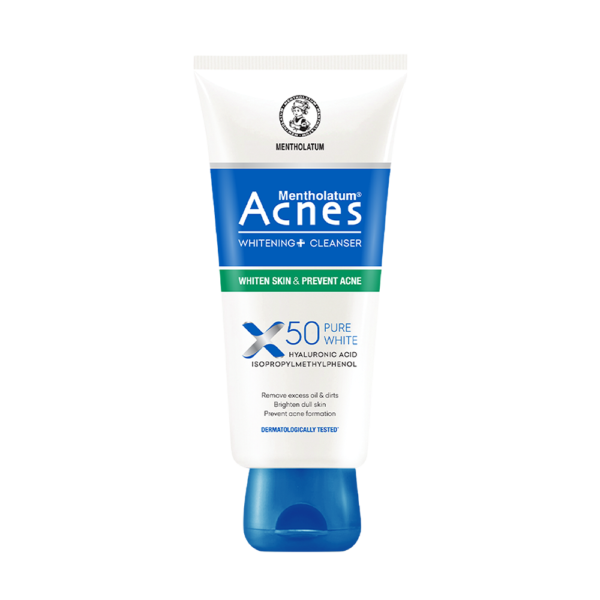 MENTHOLATUM
Mentholatum®
Acnes
WHITENING+ CLEANSER
WHITEN SKIN & PREVENT ACNE
X50 PURE
WHITE
HYALURONIC ACID
ISOPROPYLMETHYLPHENOL
Remove excess oil & dirts
Brighten dull skin
Prevent acne formation
DERMATOLOGICALLY TESTED*